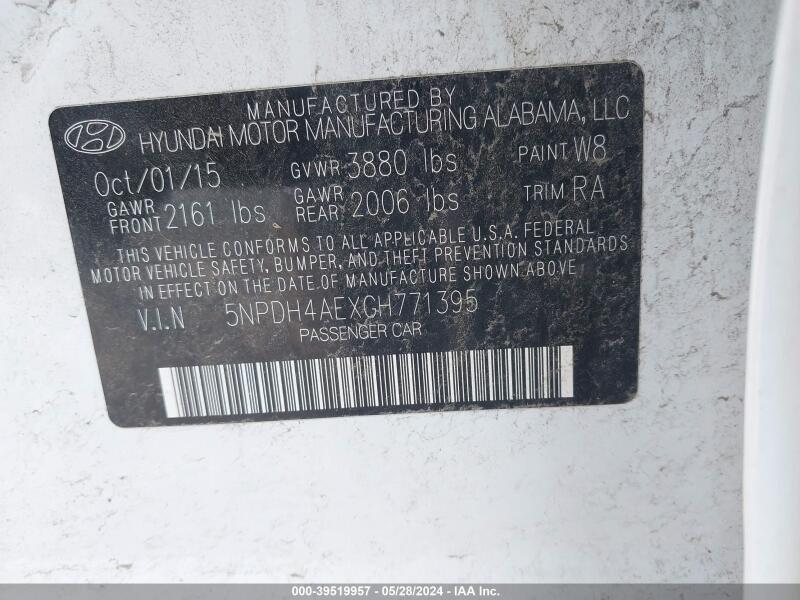 MANUFACTURED BY
HYUNDAI MOTOR MANUFACTURING ALABAMA, LLC
Oct/01/15 GVWR 3880 lbs PAINT W8
GAWR FRONT 2161 lbs GAWR REAR 2006 lbs TRIM RA
THIS VEHICLE CONFORMS TO ALL APPLICABLE U.S.A. FEDERAL
MOTOR VEHICLE SAFETY, BUMPER, AND THEFT PREVENTION STANDARDS
IN EFFECT ON THE DATE OF MANUFACTURE SHOWN ABOVE.
V.I.N 5NPDH4AEXGH771395
PASSENGER CAR
000-39519957 - 05/28/2024 - IAA Inc.